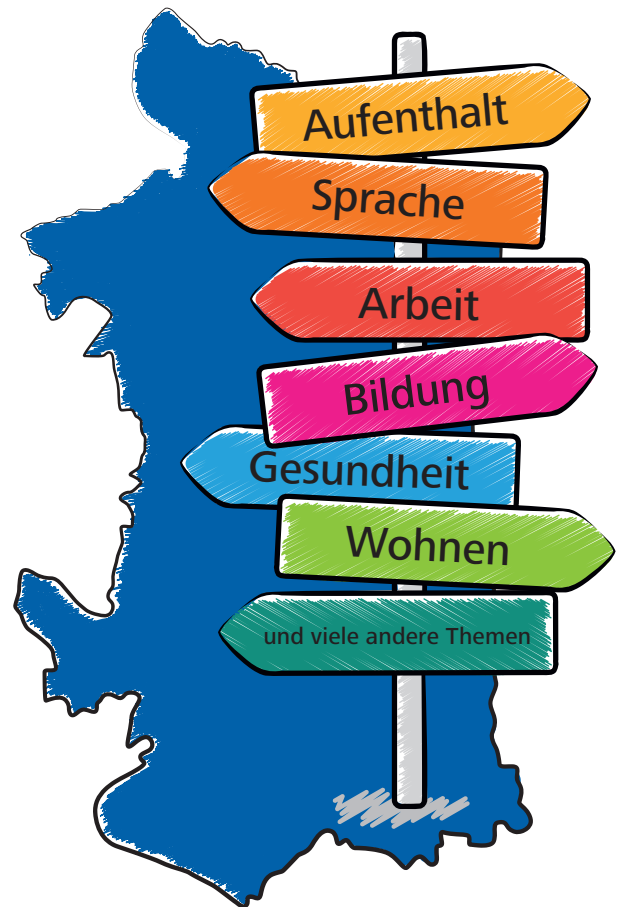 Aufenthalt
Sprache
Arbeit
Bildung
Gesundheit
Wohnen
und viele andere Themen